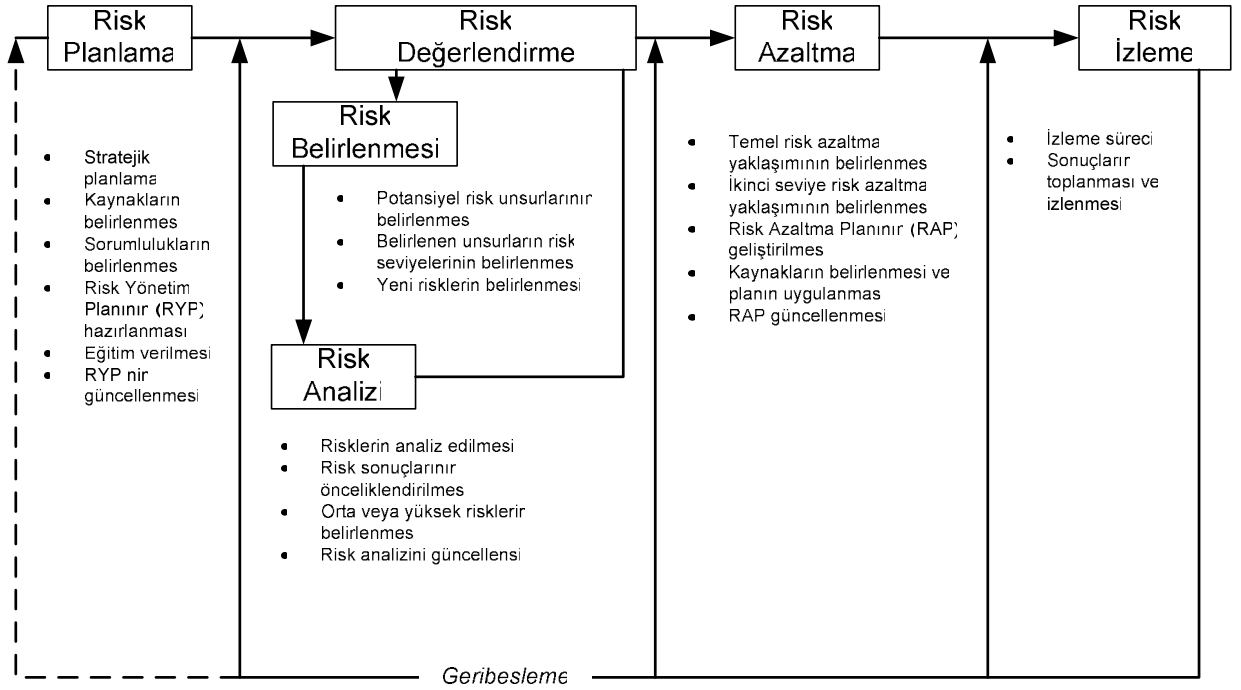 Risk
Planlama
Risk
Değerlendirme
Risk
Azaltma
Risk
İzleme
Risk
Belirlenmesi
Stratejik
planlama
Kaynakların
belirlenmes
Sorumlulukların
belirlenmes
Risk Yönetim
Planının (RYP)
hazırlanması
Eğitim verilmesi
RYP nin
güncellenmesi
Potansiyel risk unsurlarının
belirlenmes
Belirlenen unsurların risk
seviyelerinin belirlenmes
Yeni risklerin belirlenmesi
Risk
Analizi
Risklerin analiz edilmesi
Risk sonuçlarının
önceliklendirilmes
Orta veya yüksek risklerin
belirlenmes
Risk analizini güncellensi
Temel risk azaltma
yaklaşımının belirlenmes
İkinci seviye risk azaltma
yaklaşımının belirlenmes
Risk Azaltma Planının (RAP)
geliştirilmes
Kaynakların belirlenmesi ve
planın uygulanmas
RAP güncellenmesi
İzleme süreci
Sonuçların
toplanması ve
izlenmesi
Geribesleme